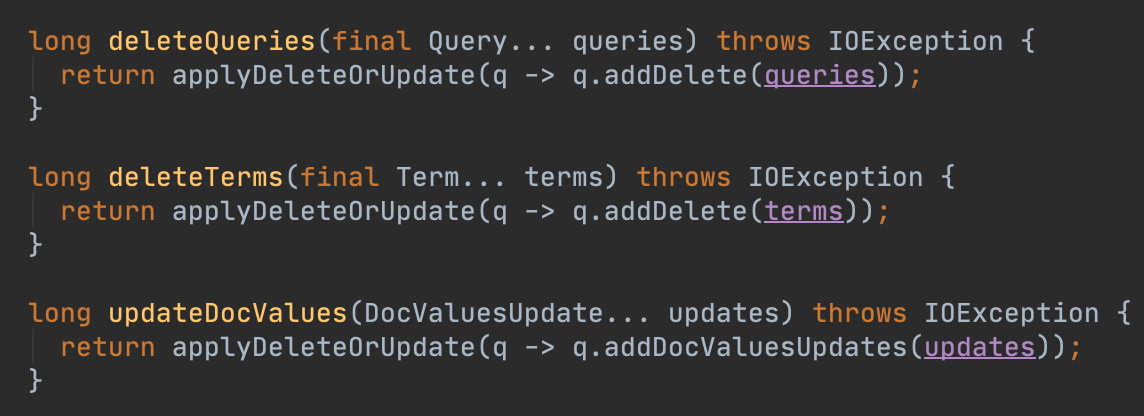 long deleteQueries(final Query... queries) throws IOException {
return applyDeleteOrUpdate(q -> q.addDelete(queries));
}
long deleteTerms(final Term... terms) throws IOException {
return applyDeleteOrUpdate(q -> q.addDelete(terms));
}
long updateDocValues(DocValuesUpdate... updates) throws IOException {
return applyDeleteOrUpdate(q -> q.addDocValuesUpdates(updates));
}